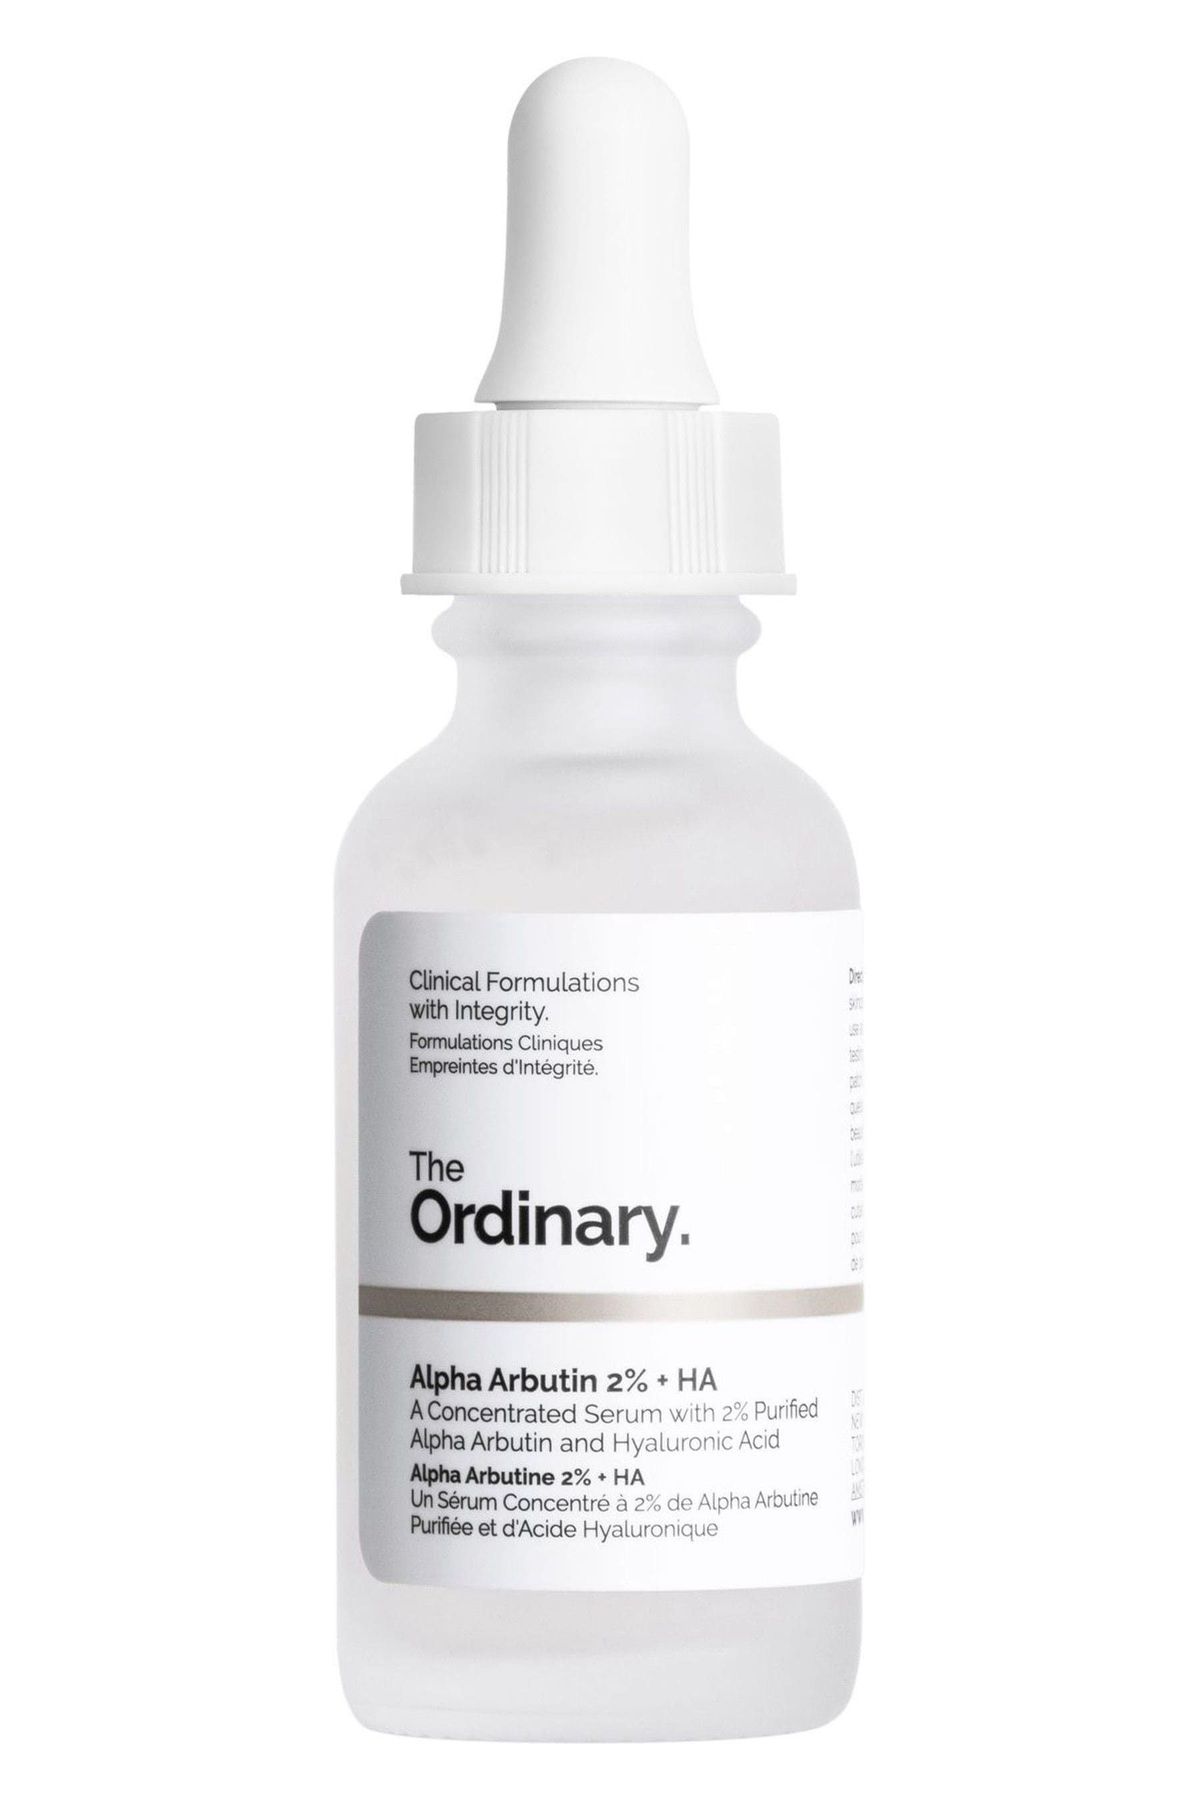 Clinical Formulations
with Integrity.
Formulations Cliniques
Empreintes d'Intégrité.
The
Ordinary.
Alpha Arbutin 2% + HA
A Concentrated Serum with 2% Purified
Alpha Arbutin and Hyaluronic Acid
Alpha Arbutine 2% + HA
Un Sérum Concentré à 2% de Alpha Arbutine
Purifiée et d'Acide Hyaluronique